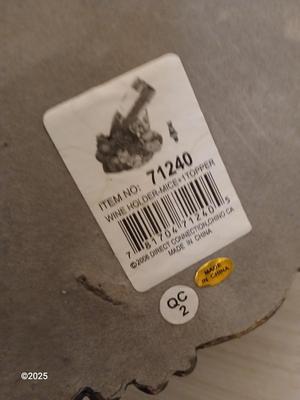 ITEM NO: 71240
WINE HOLDER-MICE+1TOPPER
7 81704 71240 5
©2008 DIRECT CONNECTION,CHINO CA
MADE IN CHINA
MADE
IN CHINA
QC
2
©2025